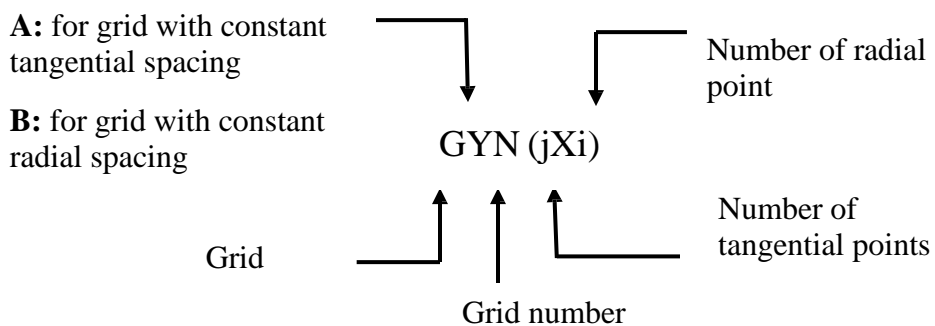 A: for grid with constant
tangential spacing
B: for grid with constant
radial spacing
Number of radial
point
GYN (jXi)
Grid
Grid number
Number of
tangential points